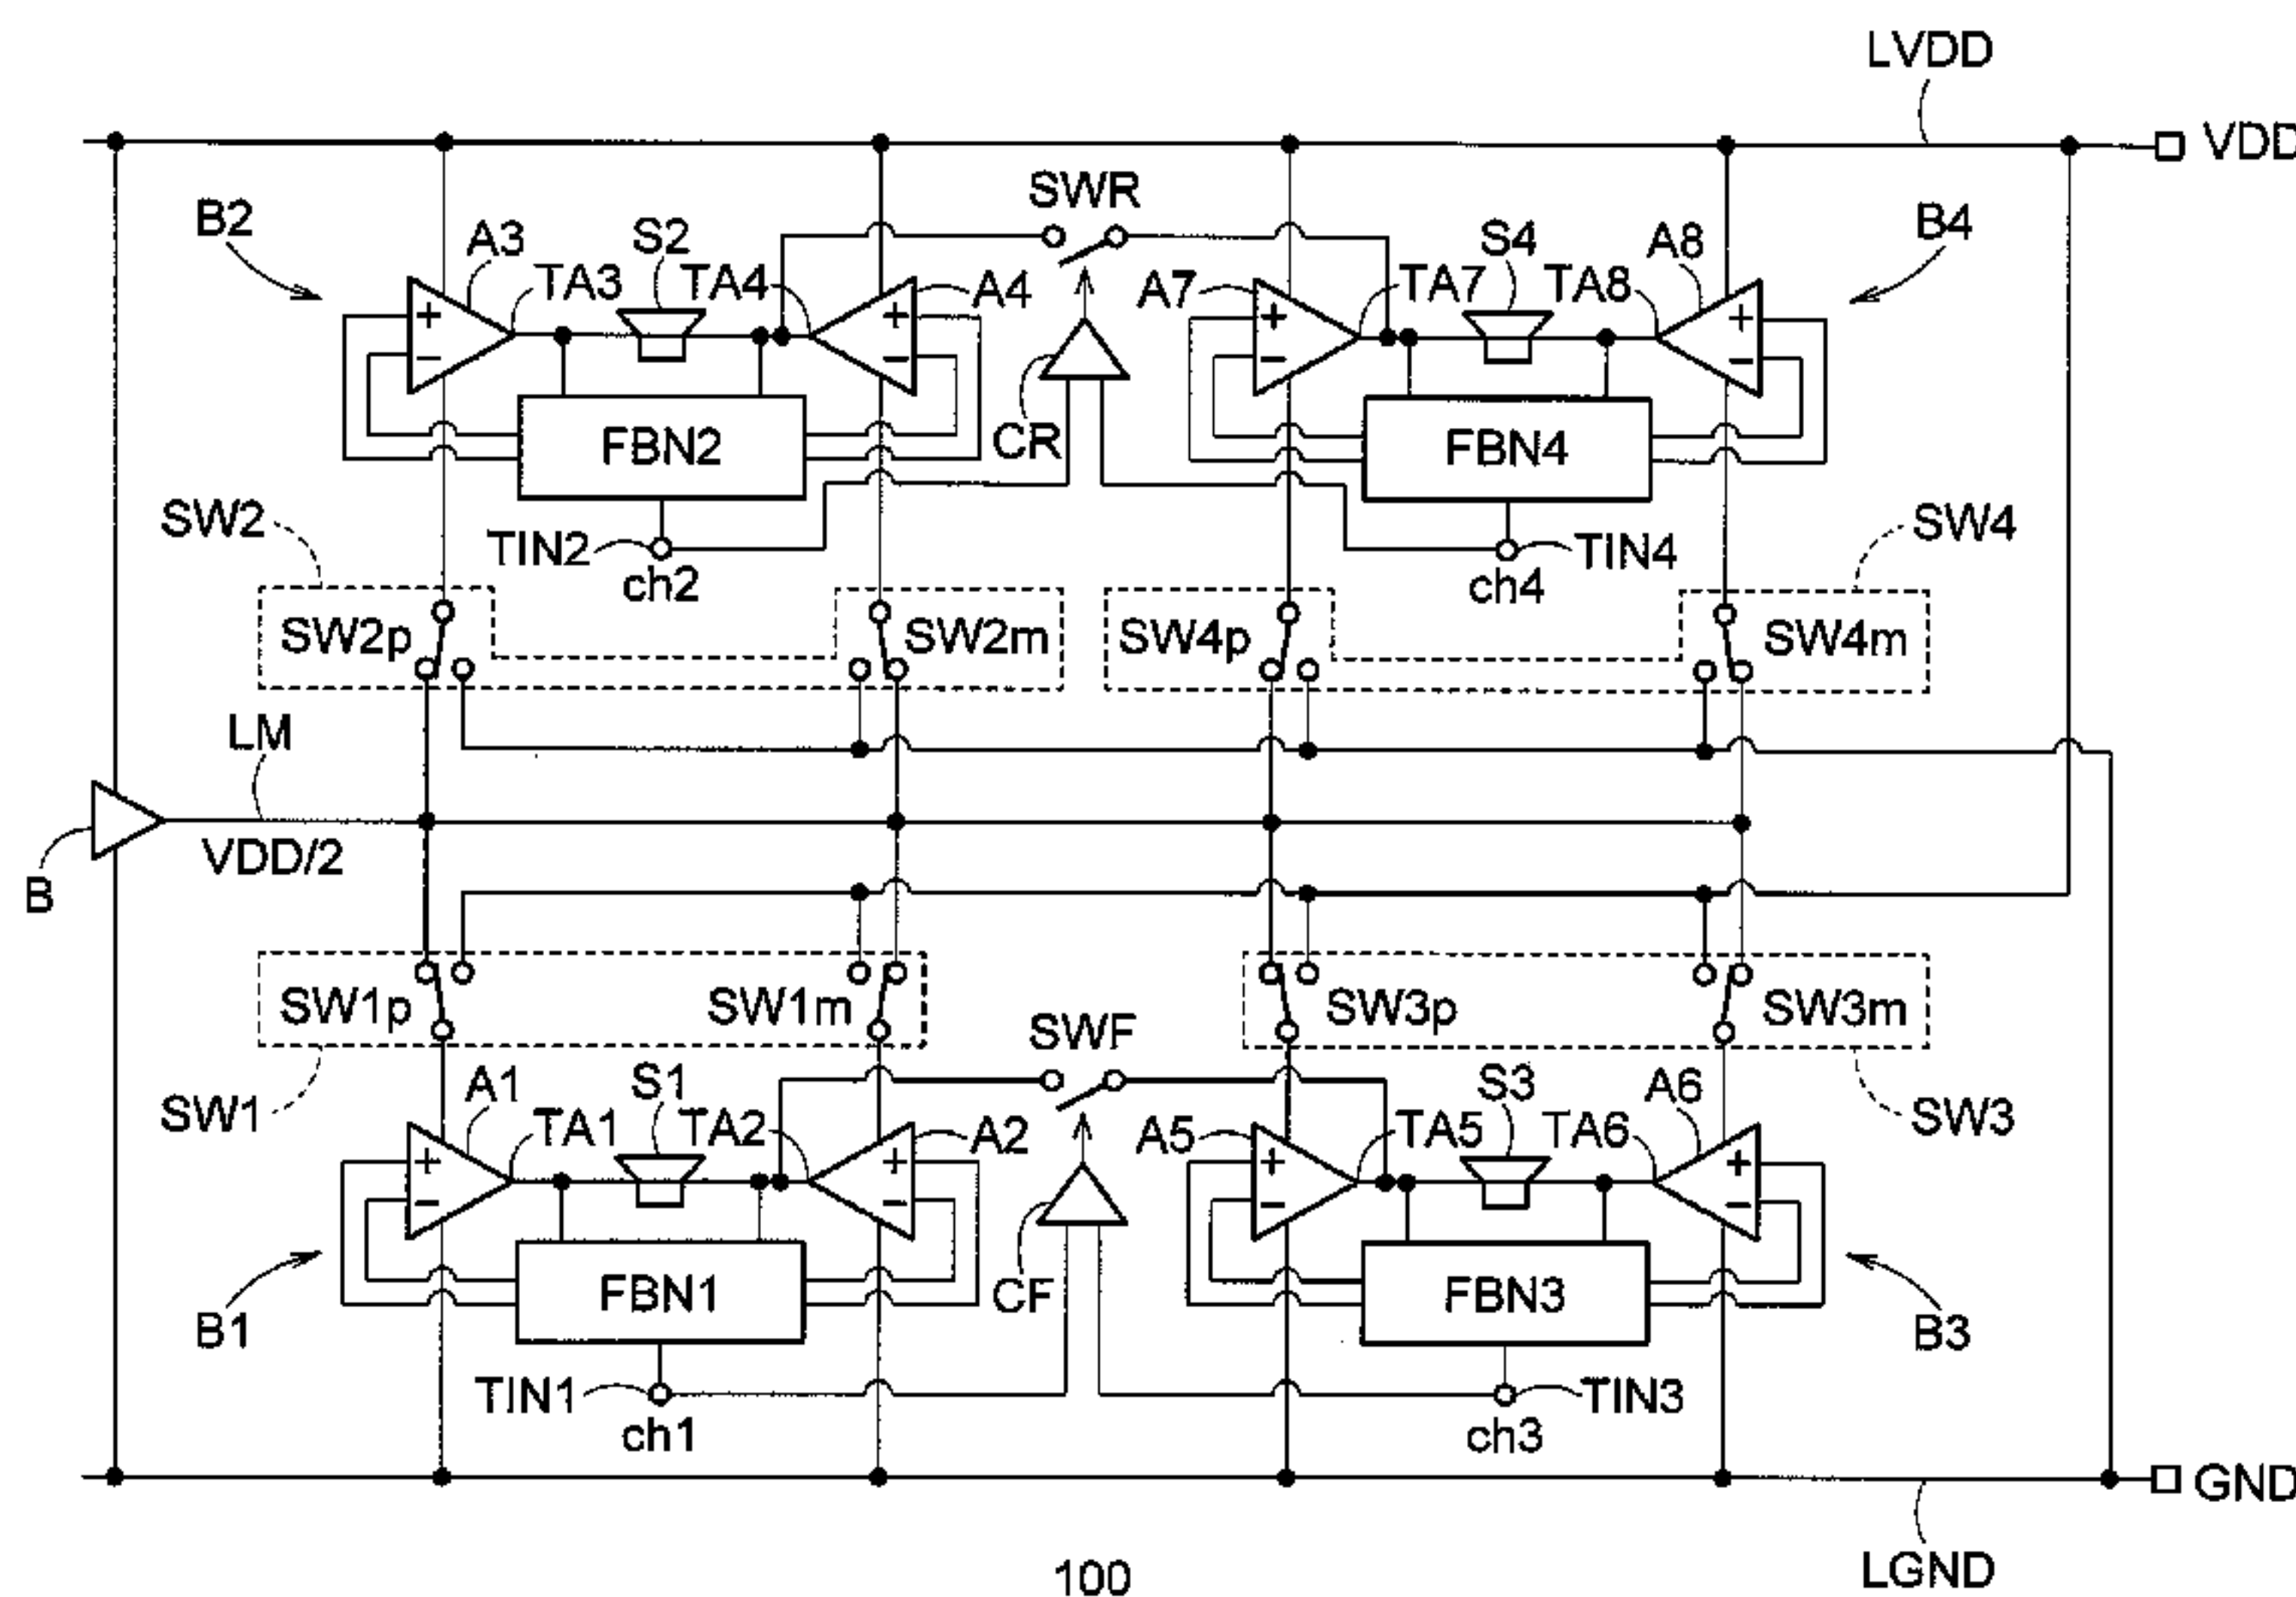 LVDD
VDD
SWR
B2
A3
S2
TA3
TA4
A4
A7
S4
TA7
TA8
A8
B4
+
−
+
−
+
−
+
−
CR
FBN2
FBN4
SW2
TIN2
ch2
TIN4
ch4
SW4
SW2p
SW2m
SW4p
SW4m
LM
VDD/2
B
SW1p
SW1m
SW3p
SW3m
SWF
SW1
A1
S1
TA1
TA2
A2
A5
S3
TA5
TA6
A6
SW3
+
−
+
−
+
−
+
−
CF
FBN1
FBN3
B1
B3
TIN1
ch1
TIN3
ch3
GND
LGND
100